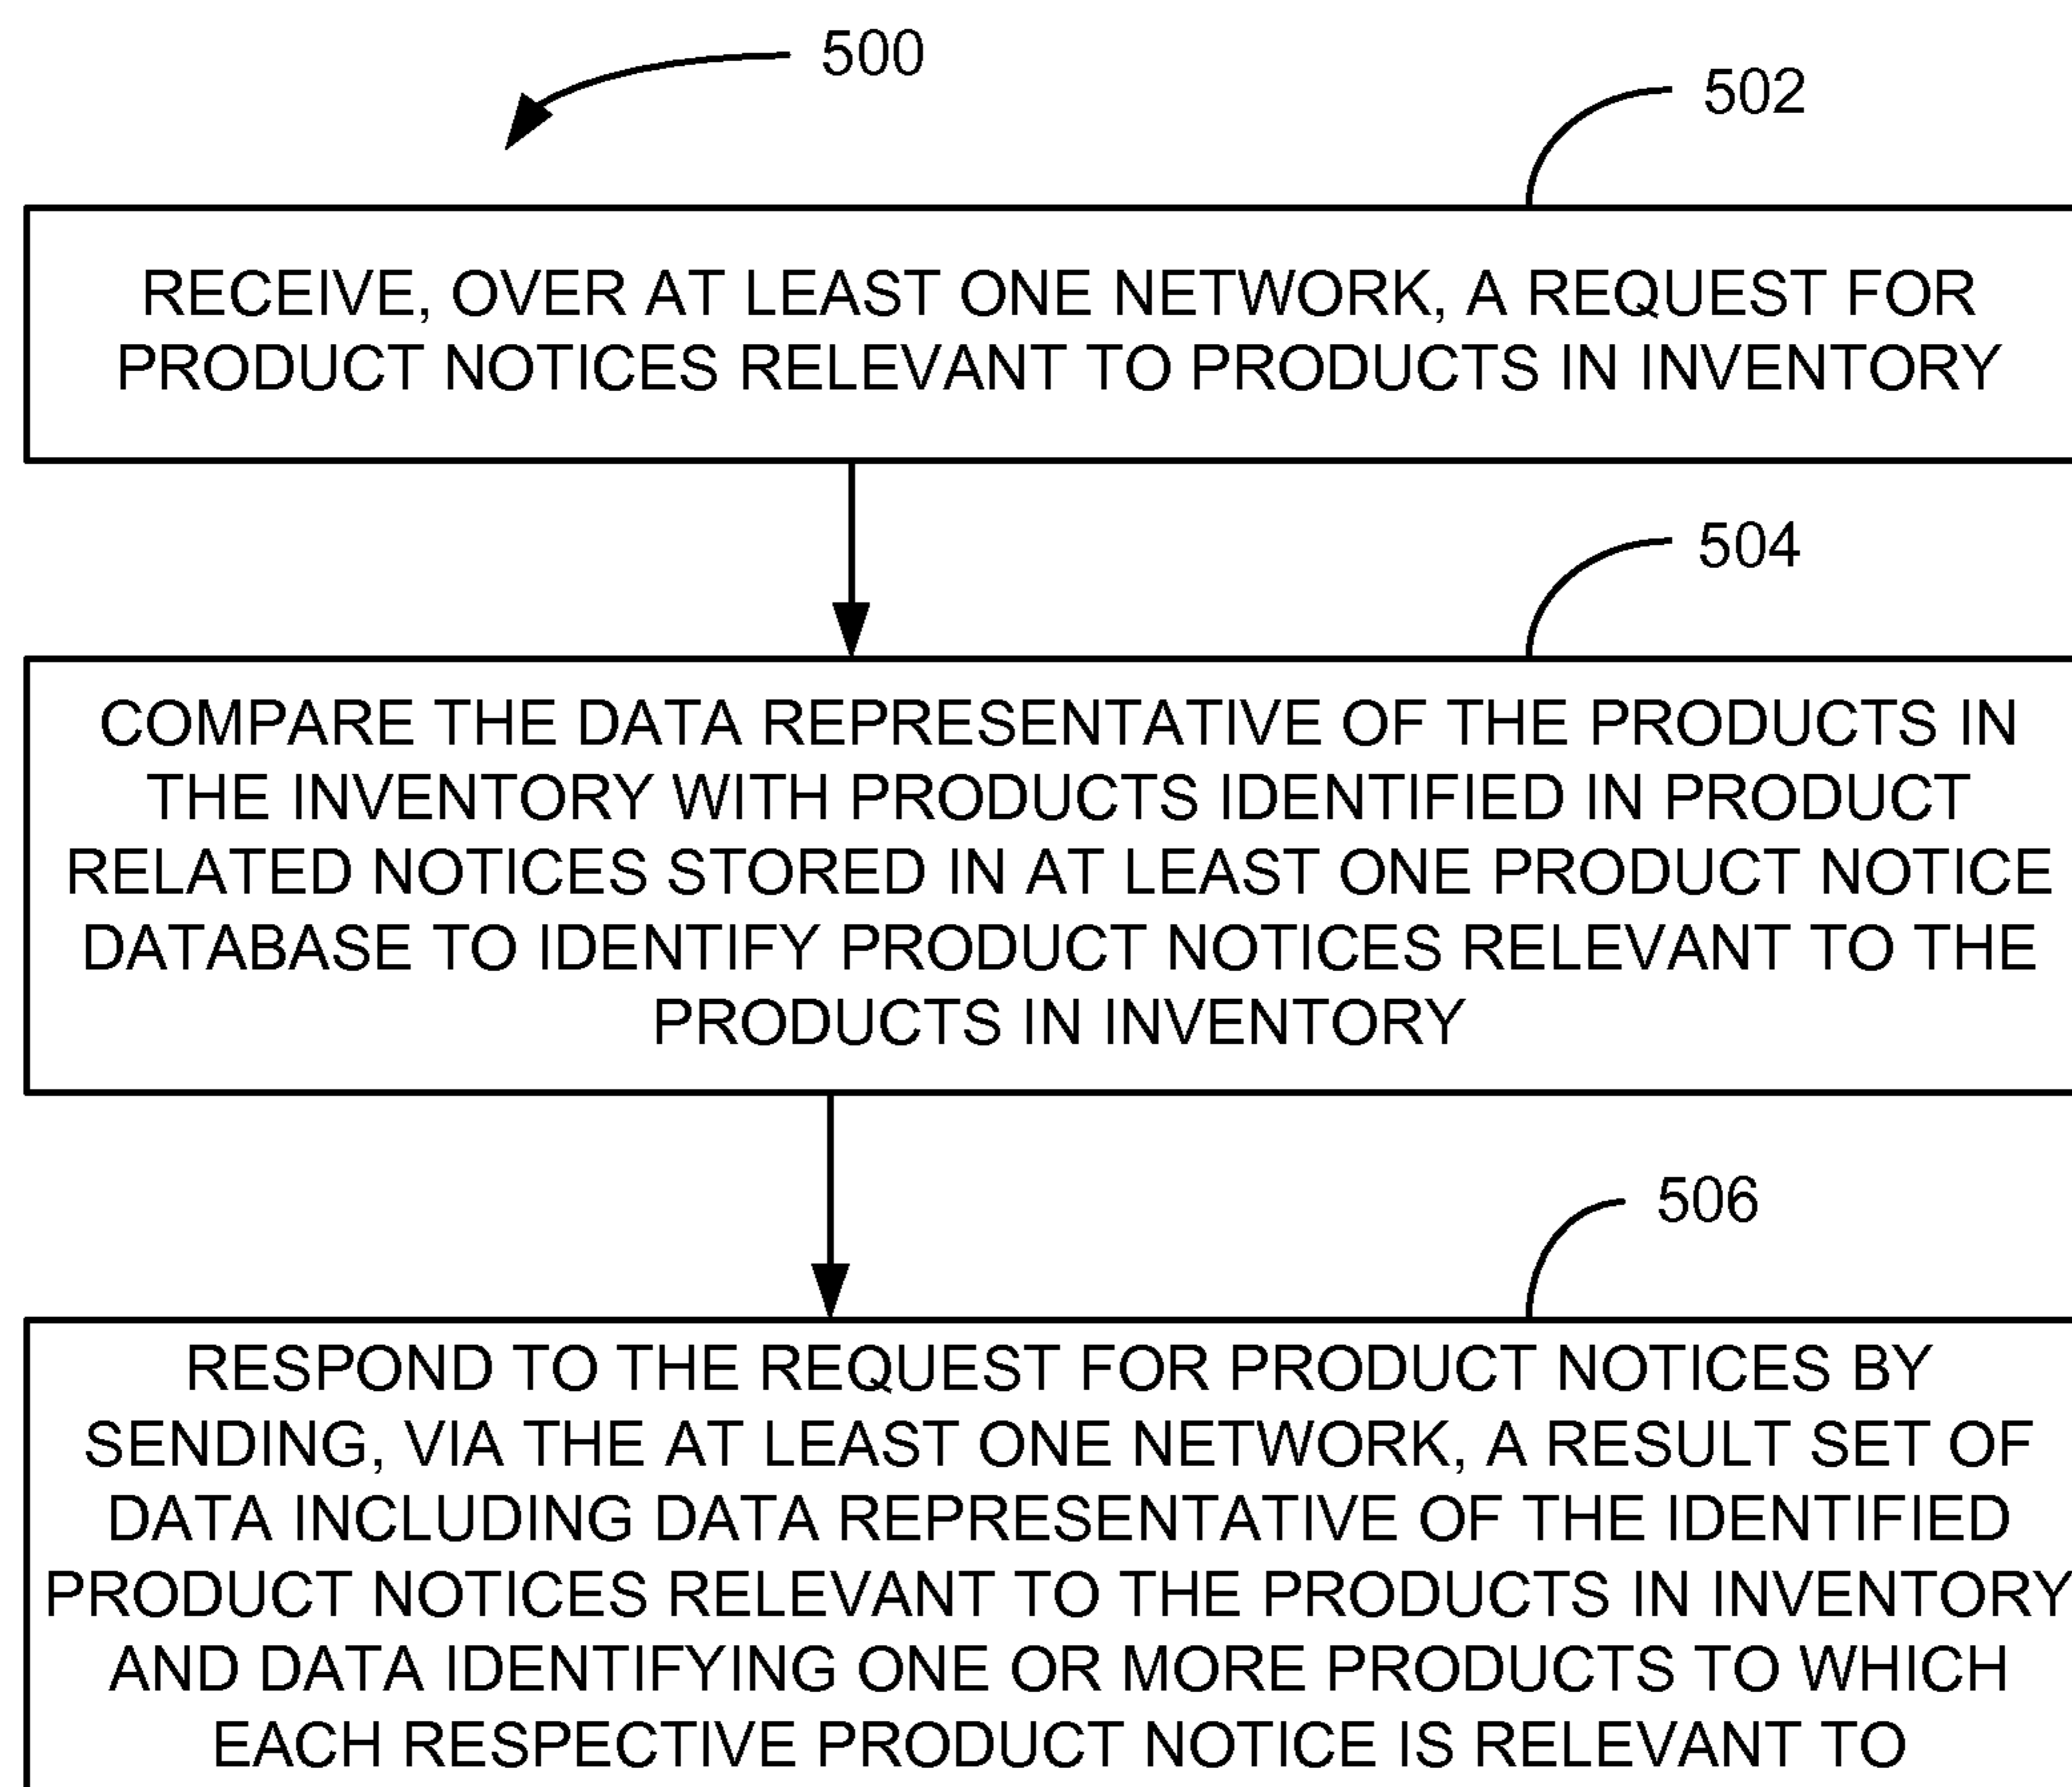 500
502
RECEIVE, OVER AT LEAST ONE NETWORK, A REQUEST FOR
PRODUCT NOTICES RELEVANT TO PRODUCTS IN INVENTORY
504
COMPARE THE DATA REPRESENTATIVE OF THE PRODUCTS IN
THE INVENTORY WITH PRODUCTS IDENTIFIED IN PRODUCT
RELATED NOTICES STORED IN AT LEAST ONE PRODUCT NOTICE
DATABASE TO IDENTIFY PRODUCT NOTICES RELEVANT TO THE
PRODUCTS IN INVENTORY
506
RESPOND TO THE REQUEST FOR PRODUCT NOTICES BY
SENDING, VIA THE AT LEAST ONE NETWORK, A RESULT SET OF
DATA INCLUDING DATA REPRESENTATIVE OF THE IDENTIFIED
PRODUCT NOTICES RELEVANT TO THE PRODUCTS IN INVENTORY
AND DATA IDENTIFYING ONE OR MORE PRODUCTS TO WHICH
EACH RESPECTIVE PRODUCT NOTICE IS RELEVANT TO